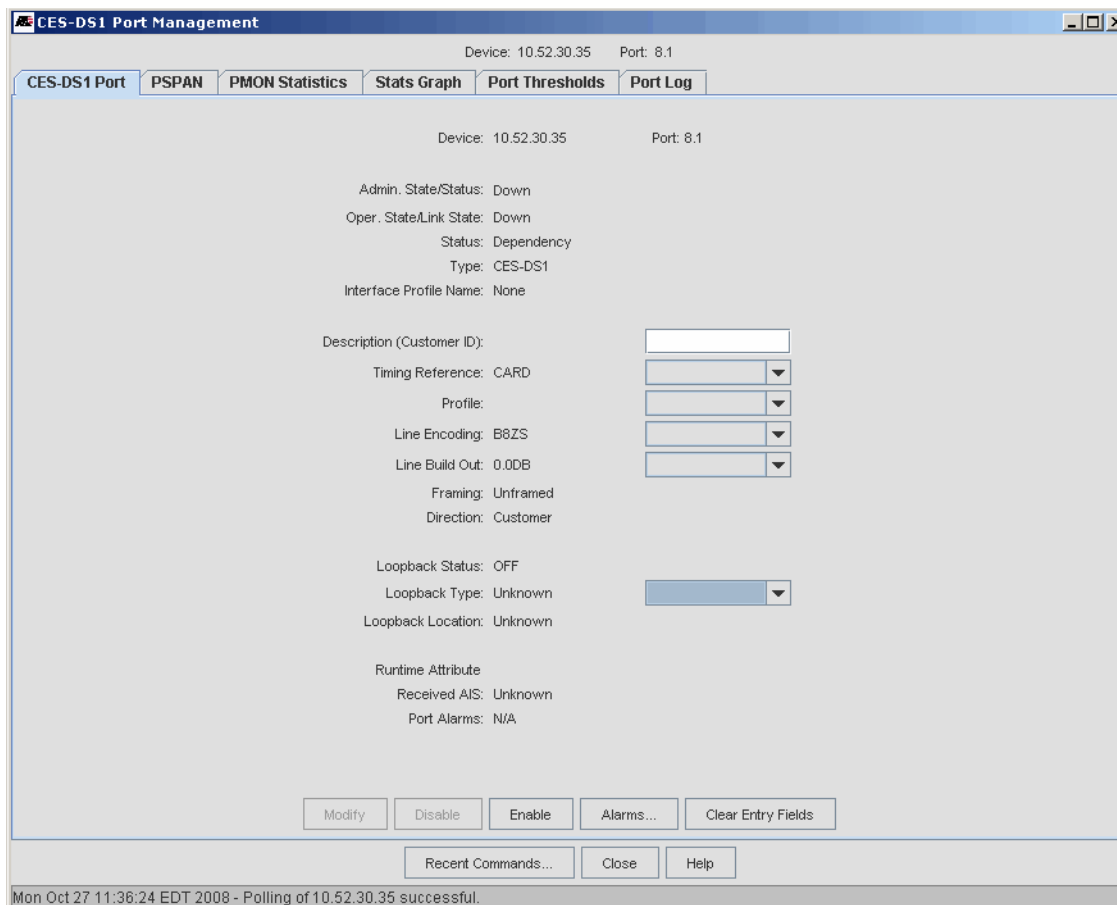 CES-DS1 Port Management
Device: 10.52.30.35 Port: 8.1
CES-DS1 Port PSPAN PMON Statistics Stats Graph Port Thresholds Port Log
Device: 10.52.30.35 Port: 8.1
Admin. State/Status: Down
Oper. State/Link State: Down
Status: Dependency
Type: CES-DS1
Interface Profile Name: None
Description (Customer ID):
Timing Reference: CARD
Profile:
Line Encoding: B8ZS
Line Build Out: 0.0DB
Framing: Unframed
Direction: Customer
Loopback Status: OFF
Loopback Type: Unknown
Loopback Location: Unknown
Runtime Attribute
Received AIS: Unknown
Port Alarms: N/A
Modify Disable Enable Alarms... Clear Entry Fields
Recent Commands... Close Help
Mon Oct 27 11:36:24 EDT 2008 - Polling of 10.52.30.35 successful.